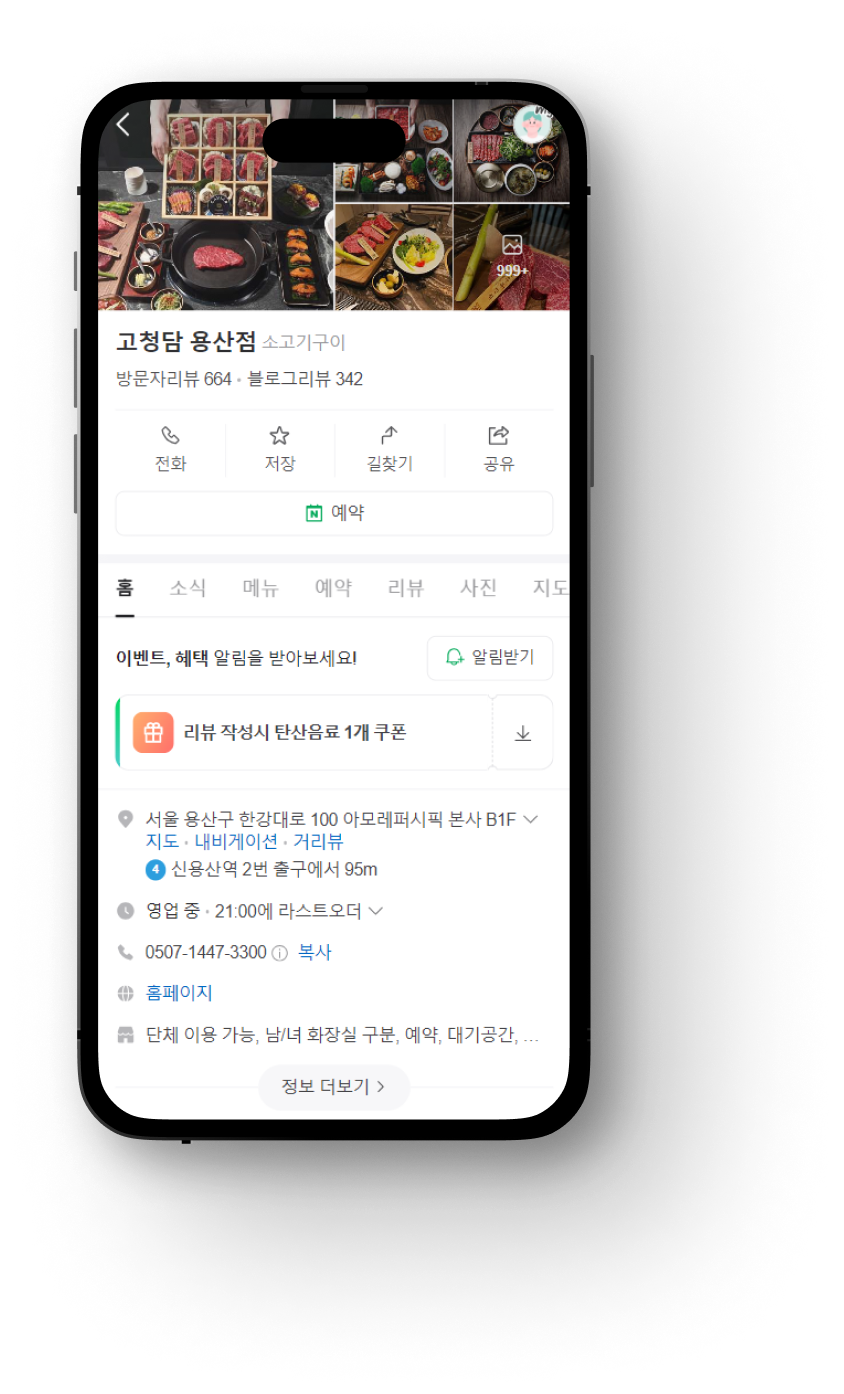 999+
고청담 용산점 소고기구이
방문자리뷰 664 • 블로그리뷰 342
전화 저장 길찾기 공유
N 예약
홈 소식 메뉴 예약 리뷰 사진 지도
이벤트, 혜택 알림을 받아보세요! 알림받기
리뷰 작성시 탄산음료 1개 쿠폰
서울 용산구 한강대로 100 아모레퍼시픽 본사 B1F
지도 • 내비게이션 • 거리뷰
4 신용산역 2번 출구에서 95m
영업 중 • 21:00에 라스트오더
0507-1447-3300 복사
홈페이지
단체 이용 가능, 남/녀 화장실 구분, 예약, 대기공간, ...
정보 더보기 >